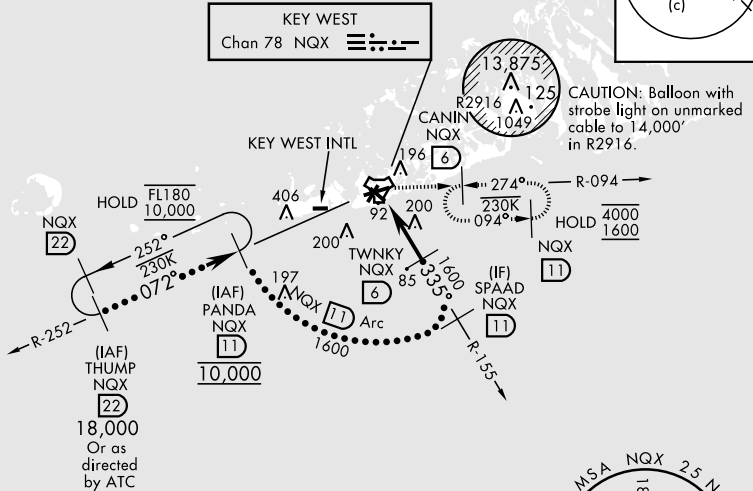 (c)
KEY WEST
Chan 78 NQX
13,875
125
R2916
1049
CAUTION: Balloon with
strobe light on unmarked
cable to 14,000'
in R2916.
CANIN
NQX
6
196
KEY WEST INTL
406
92
200
200
274°
R-094
230K
094°
HOLD 4000
1600
NQX
11
HOLD FL180
10,000
NQX
22
252°
230K
072°
R-252
(IAF)
THUMP
NQX
22
18,000
Or as
directed
by ATC
(IAF)
PANDA
NQX
11
10,000
197
NQX 11 Arc
1600
TWNKY
NQX
6
85
1600
335°
(IF)
SPAAD
NQX
11
R-155
MSA NQX 25 N
18